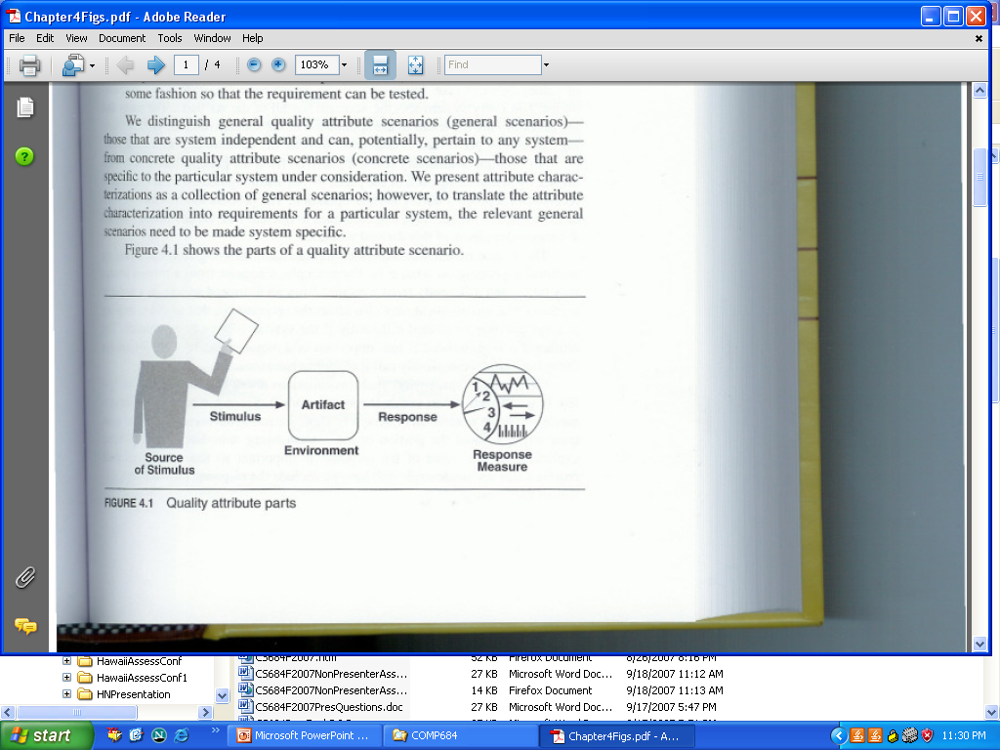 Chapter4Figs.pdf - Adobe Reader
File Edit View Document Tools Window Help
1 / 4 103% Find
some fashion so that the requirement can be tested.
We distinguish general quality attribute scenarios (general scenarios)—
those that are system independent and can, potentially, pertain to any system—
from concrete quality attribute scenarios (concrete scenarios)—those that are
specific to the particular system under consideration. We present attribute charac-
terizations as a collection of general scenarios; however, to translate the attribute
characterization into requirements for a particular system, the relevant general
scenarios need to be made system specific.
Figure 4.1 shows the parts of a quality attribute scenario.
Source
of Stimulus
Stimulus
Artifact
Environment
Response
1
2
3
4
Response
Measure
FIGURE 4.1 Quality attribute parts
HawaiiAssessConf
HawaiiAssessConf1
HNPresentation
CS684F2007.htm 52 KB Firefox Document 8/26/2007 8:16 PM
CS684F2007NonPresenterAss... 27 KB Microsoft Word Doc... 9/18/2007 11:12 AM
CS684F2007NonPresenterAss... 14 KB Firefox Document 9/18/2007 11:13 AM
CS684F2007PresQuestions.doc 27 KB Microsoft Word Doc... 9/17/2007 5:47 PM
start Microsoft PowerPoint ... COMP684 Chapter4Figs.pdf - A... 11:30 PM